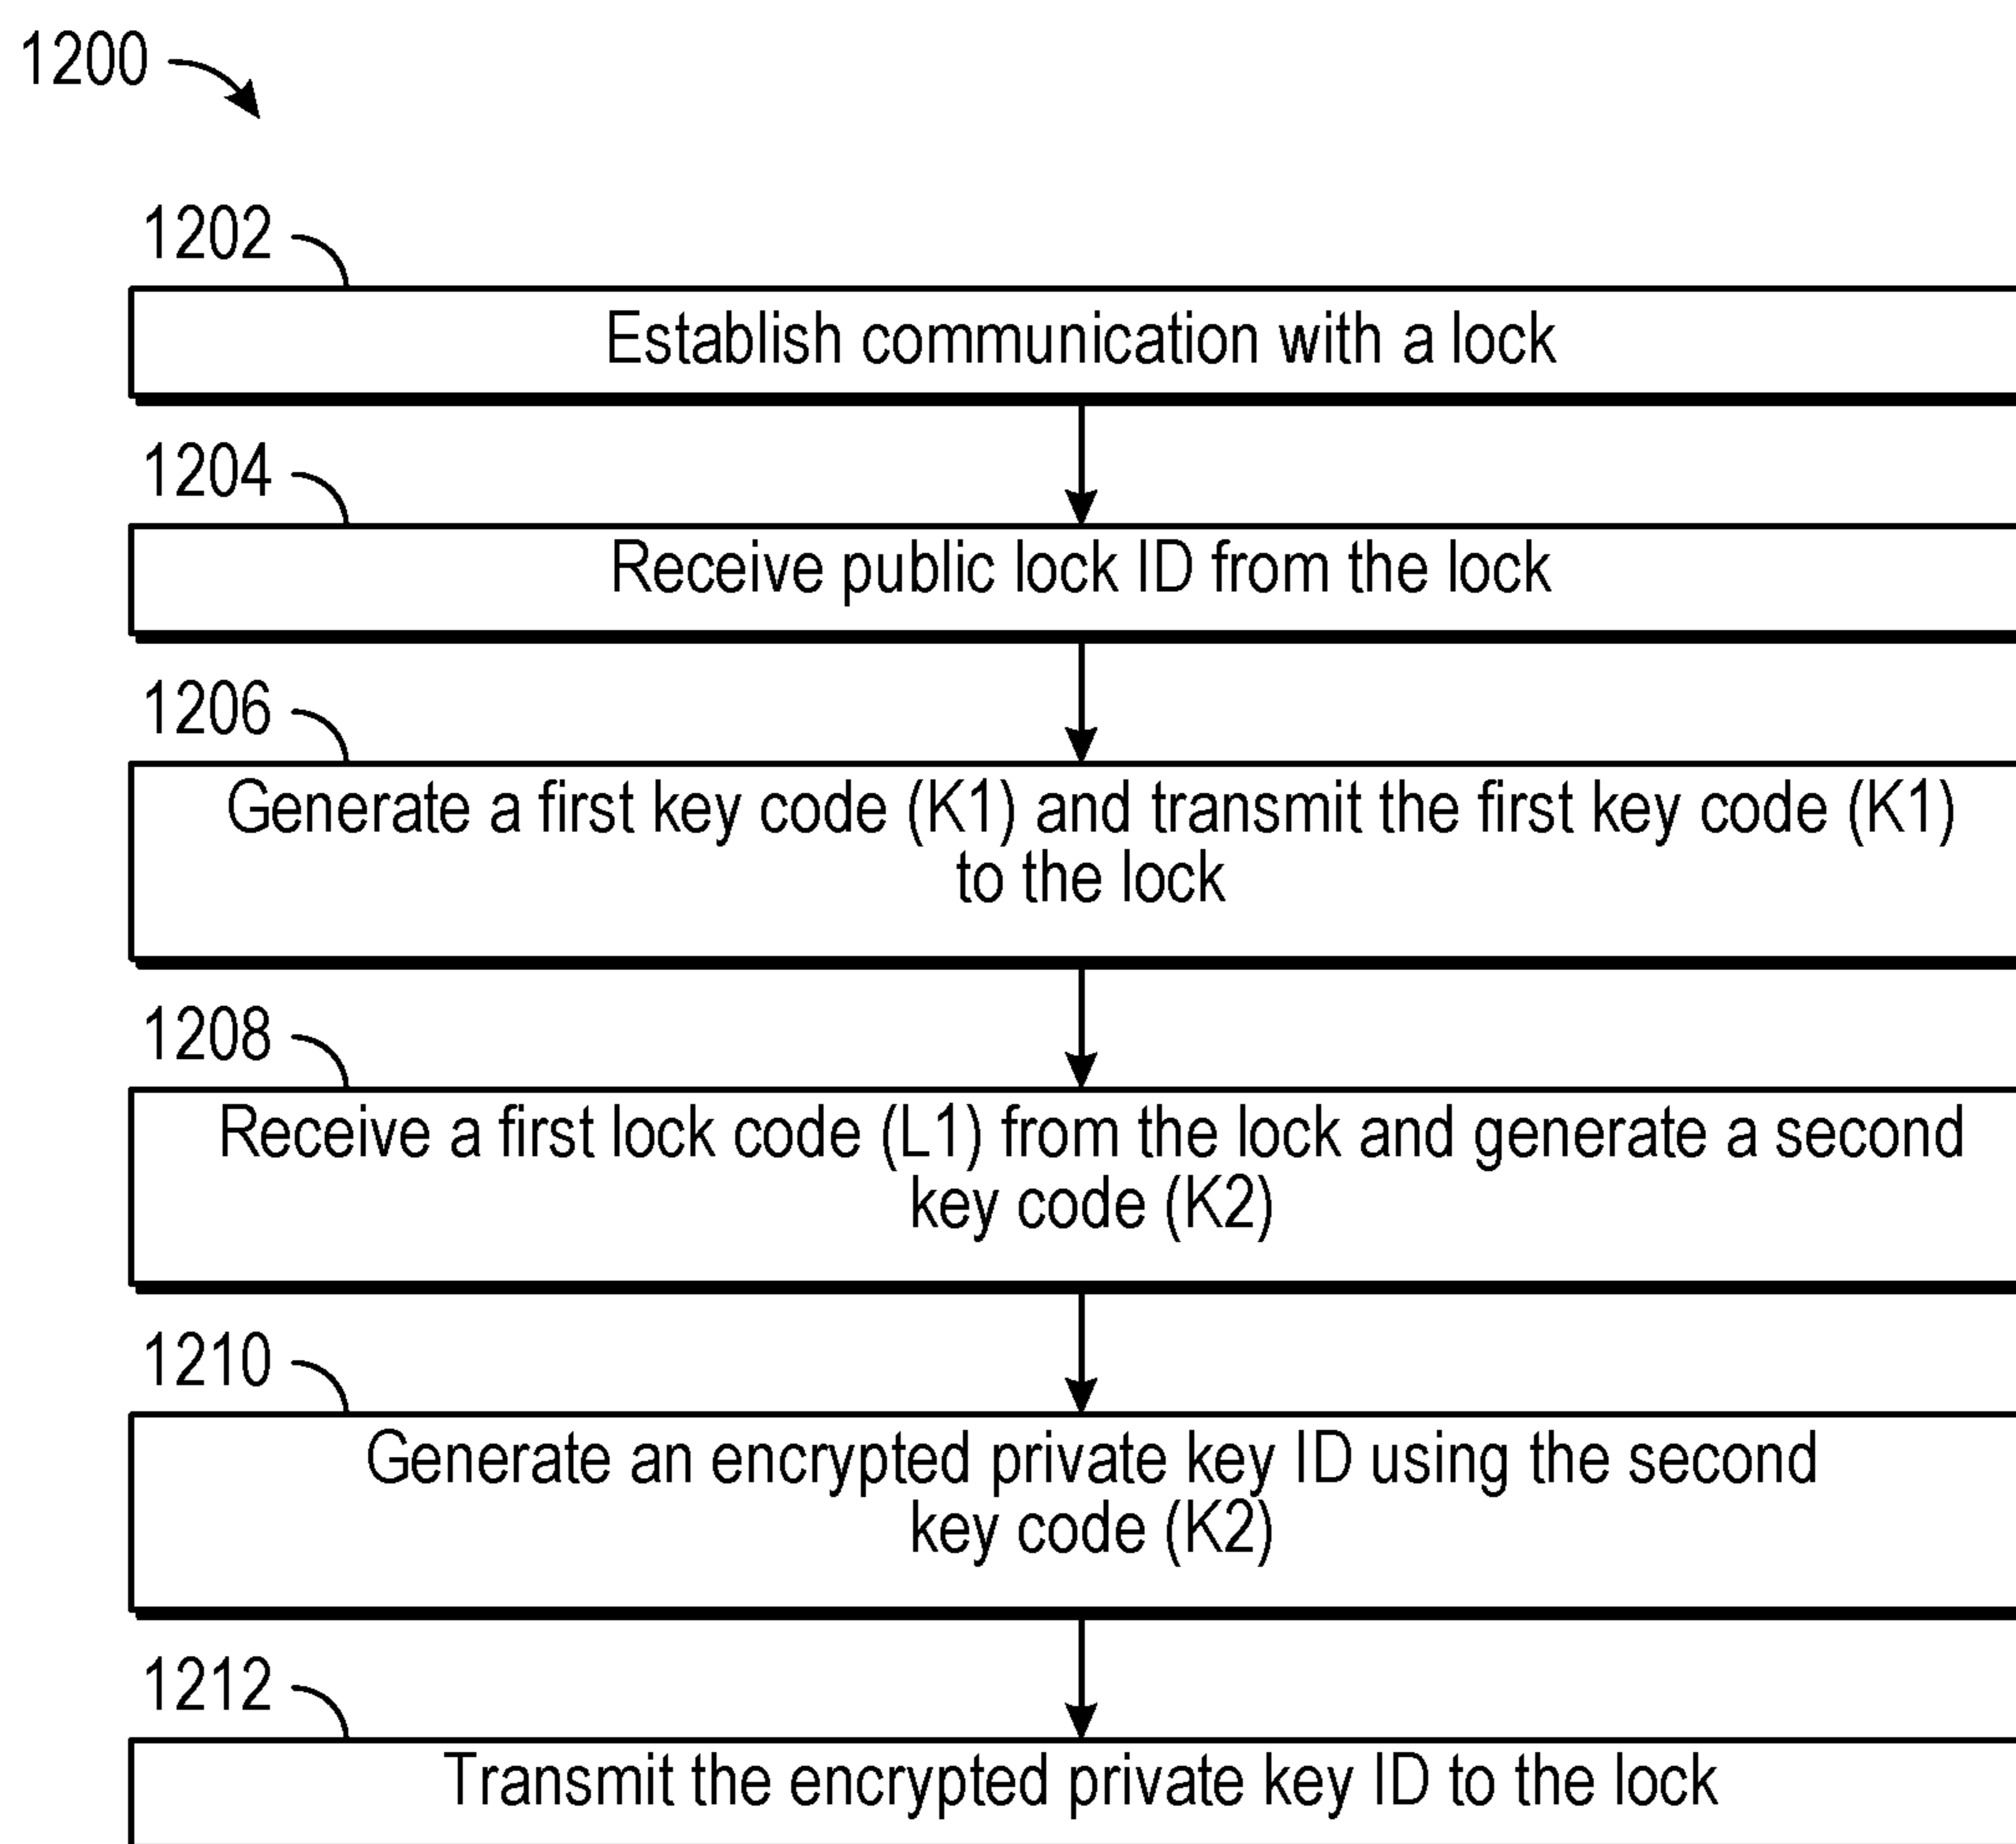 1200
1202
Establish communication with a lock
1204
Receive public lock ID from the lock
1206
Generate a first key code (K1) and transmit the first key code (K1)
to the lock
1208
Receive a first lock code (L1) from the lock and generate a second
key code (K2)
1210
Generate an encrypted private key ID using the second
key code (K2)
1212
Transmit the encrypted private key ID to the lock